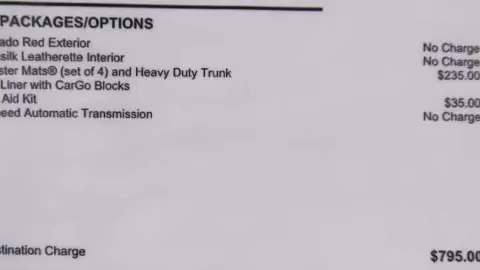 PACKAGES/OPTIONS
ado Red Exterior No Charge
silk Leatherette Interior No Charge
ster Mats® (set of 4) and Heavy Duty Trunk $235.00
Liner with CarGo Blocks
Aid Kit $35.00
eed Automatic Transmission No Charge
tination Charge $795.00